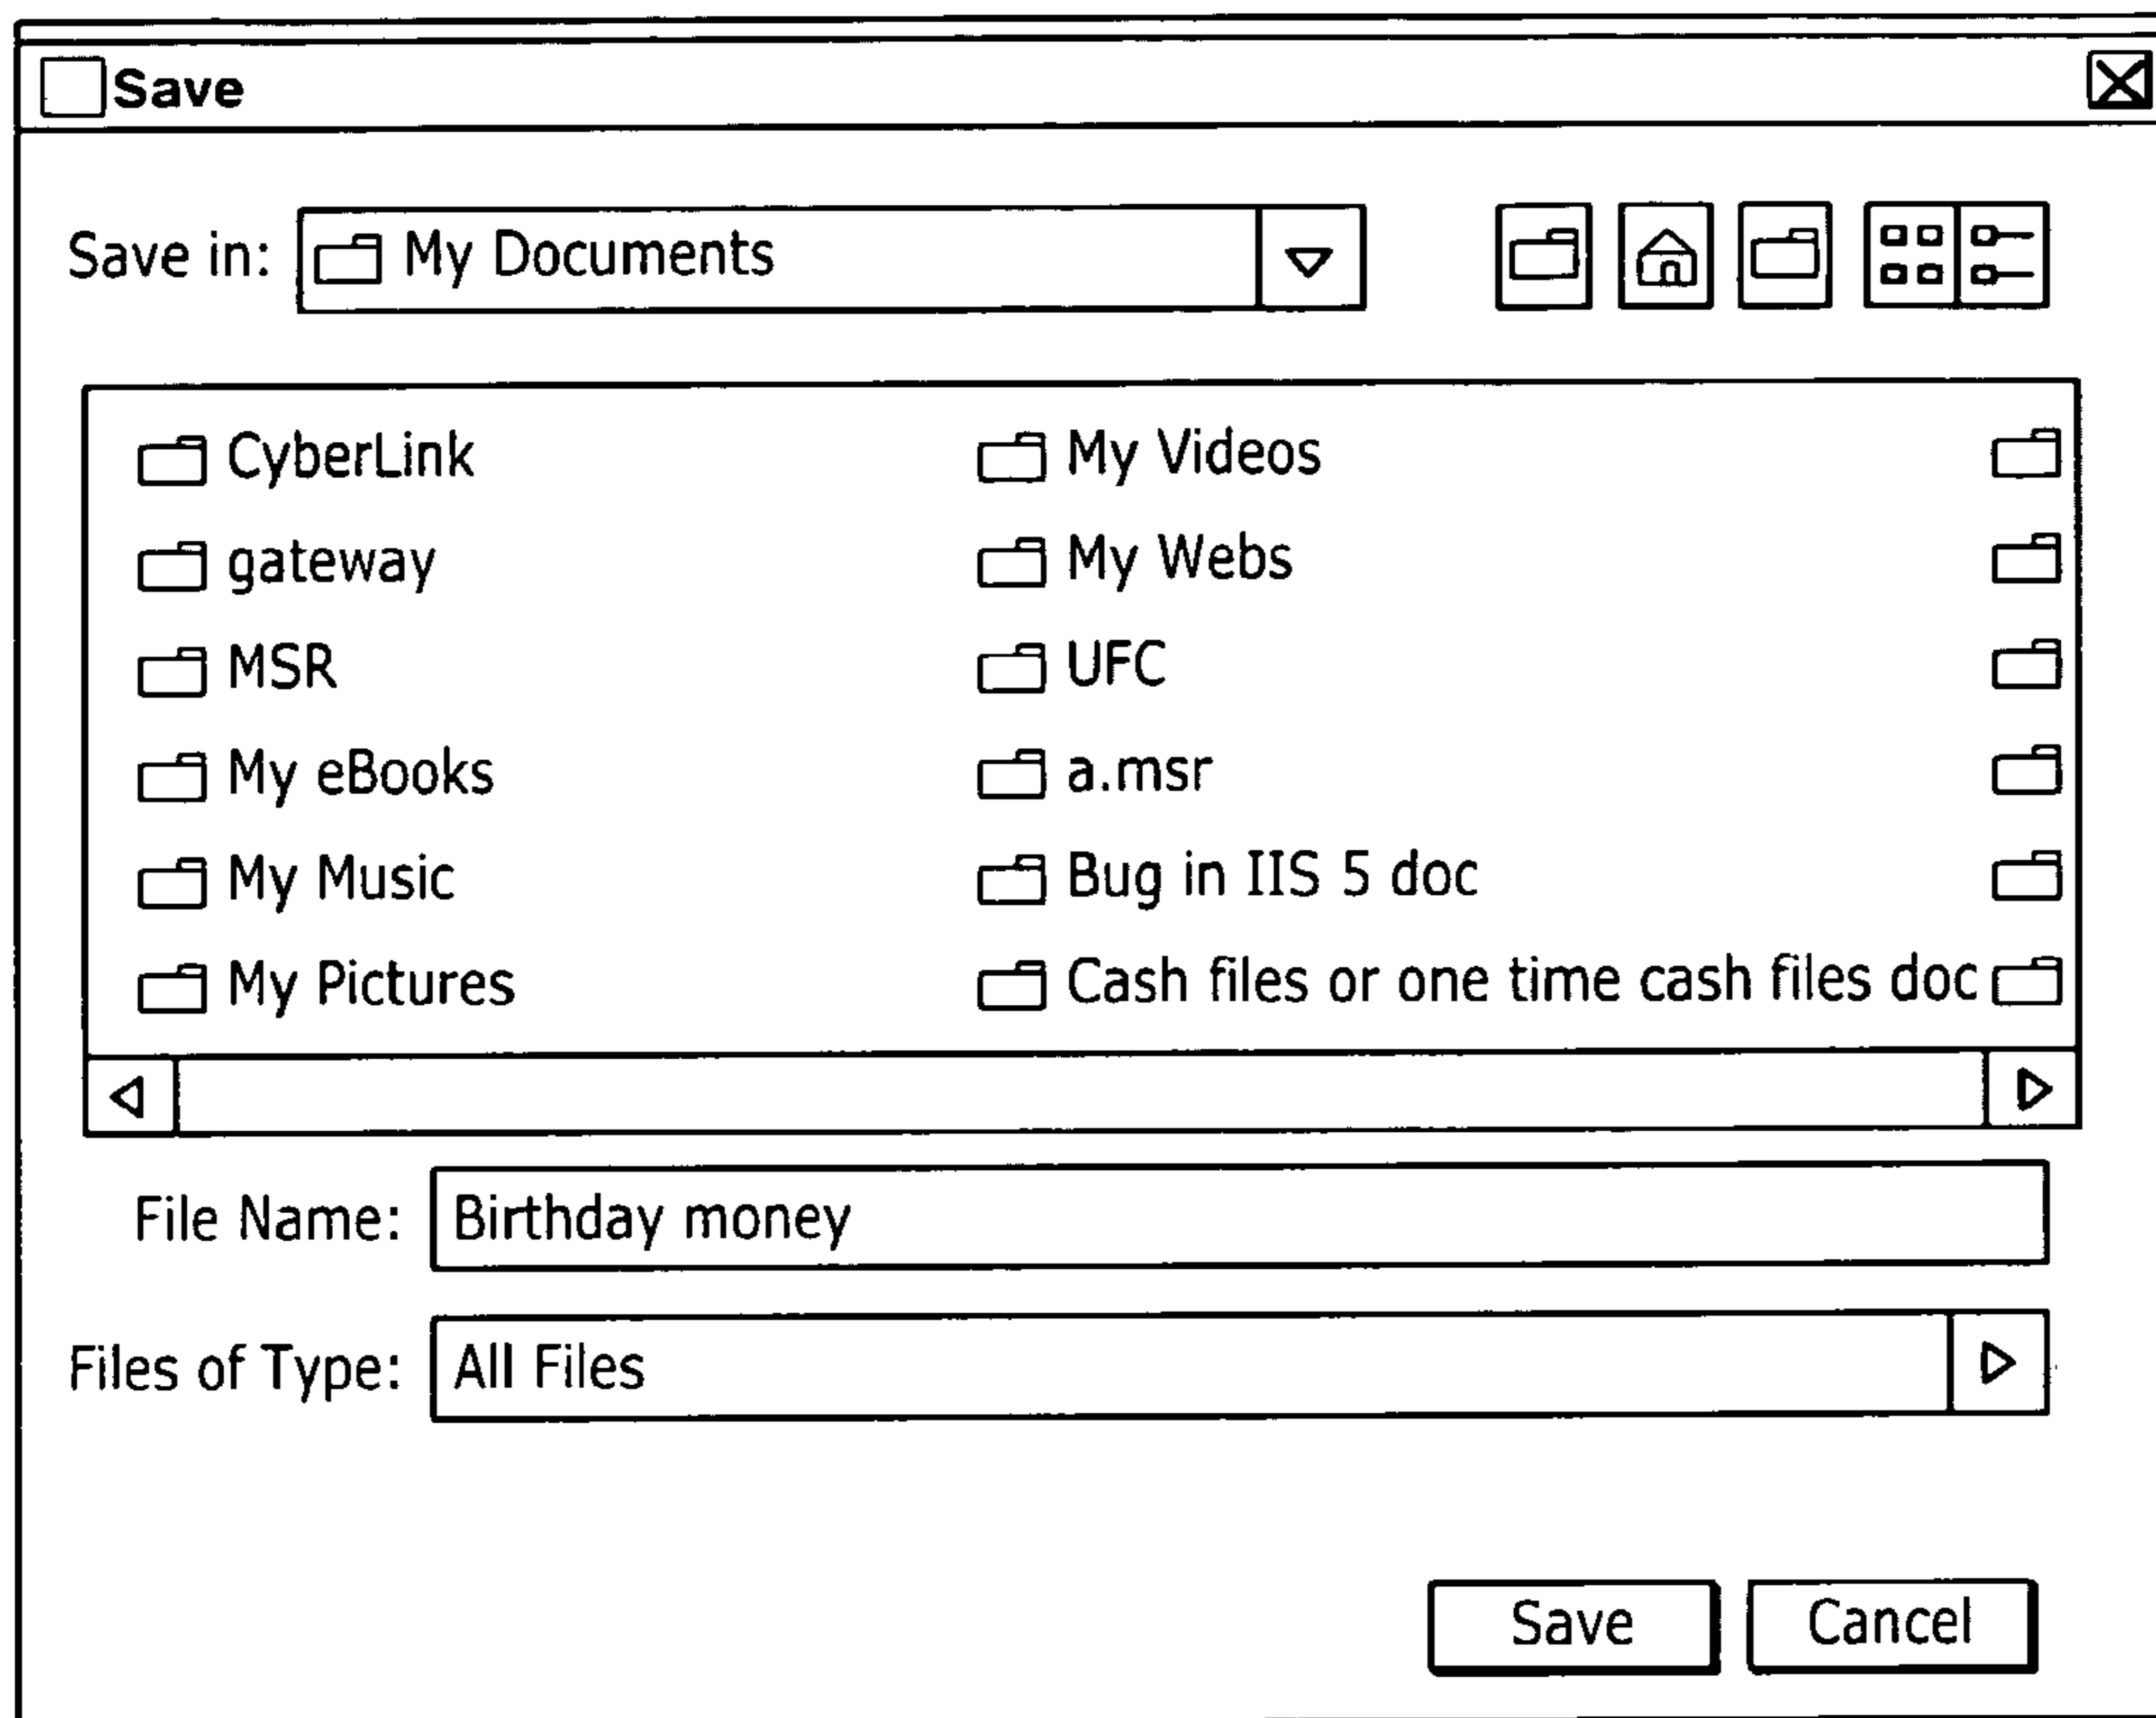 Save
Save in: My Documents
CyberLink My Videos
gateway My Webs
MSR UFC
My eBooks a.msr
My Music Bug in IIS 5 doc
My Pictures Cash files or one time cash files doc
File Name: Birthday money
Files of Type: All Files
Save Cancel